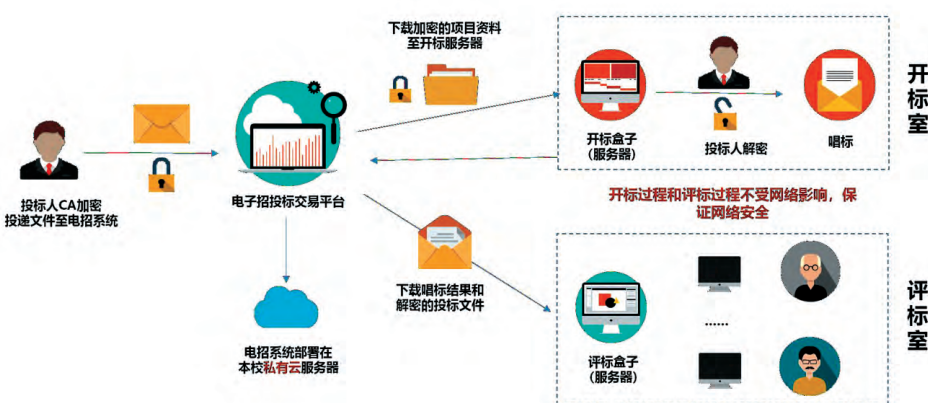 下载加密的项目资料
至开标服务器
投标人CA加密
投递文件至电招系统
电子招投标交易平台
开标盒子
(服务器)
投标人解密
唱标
开标室
开标过程和评标过程不受网络影响，保
证网络安全
下载唱标结果和
解密的投标文件
电招系统部署在
本校私有云服务器
评标盒子
(服务器)
......
评标室